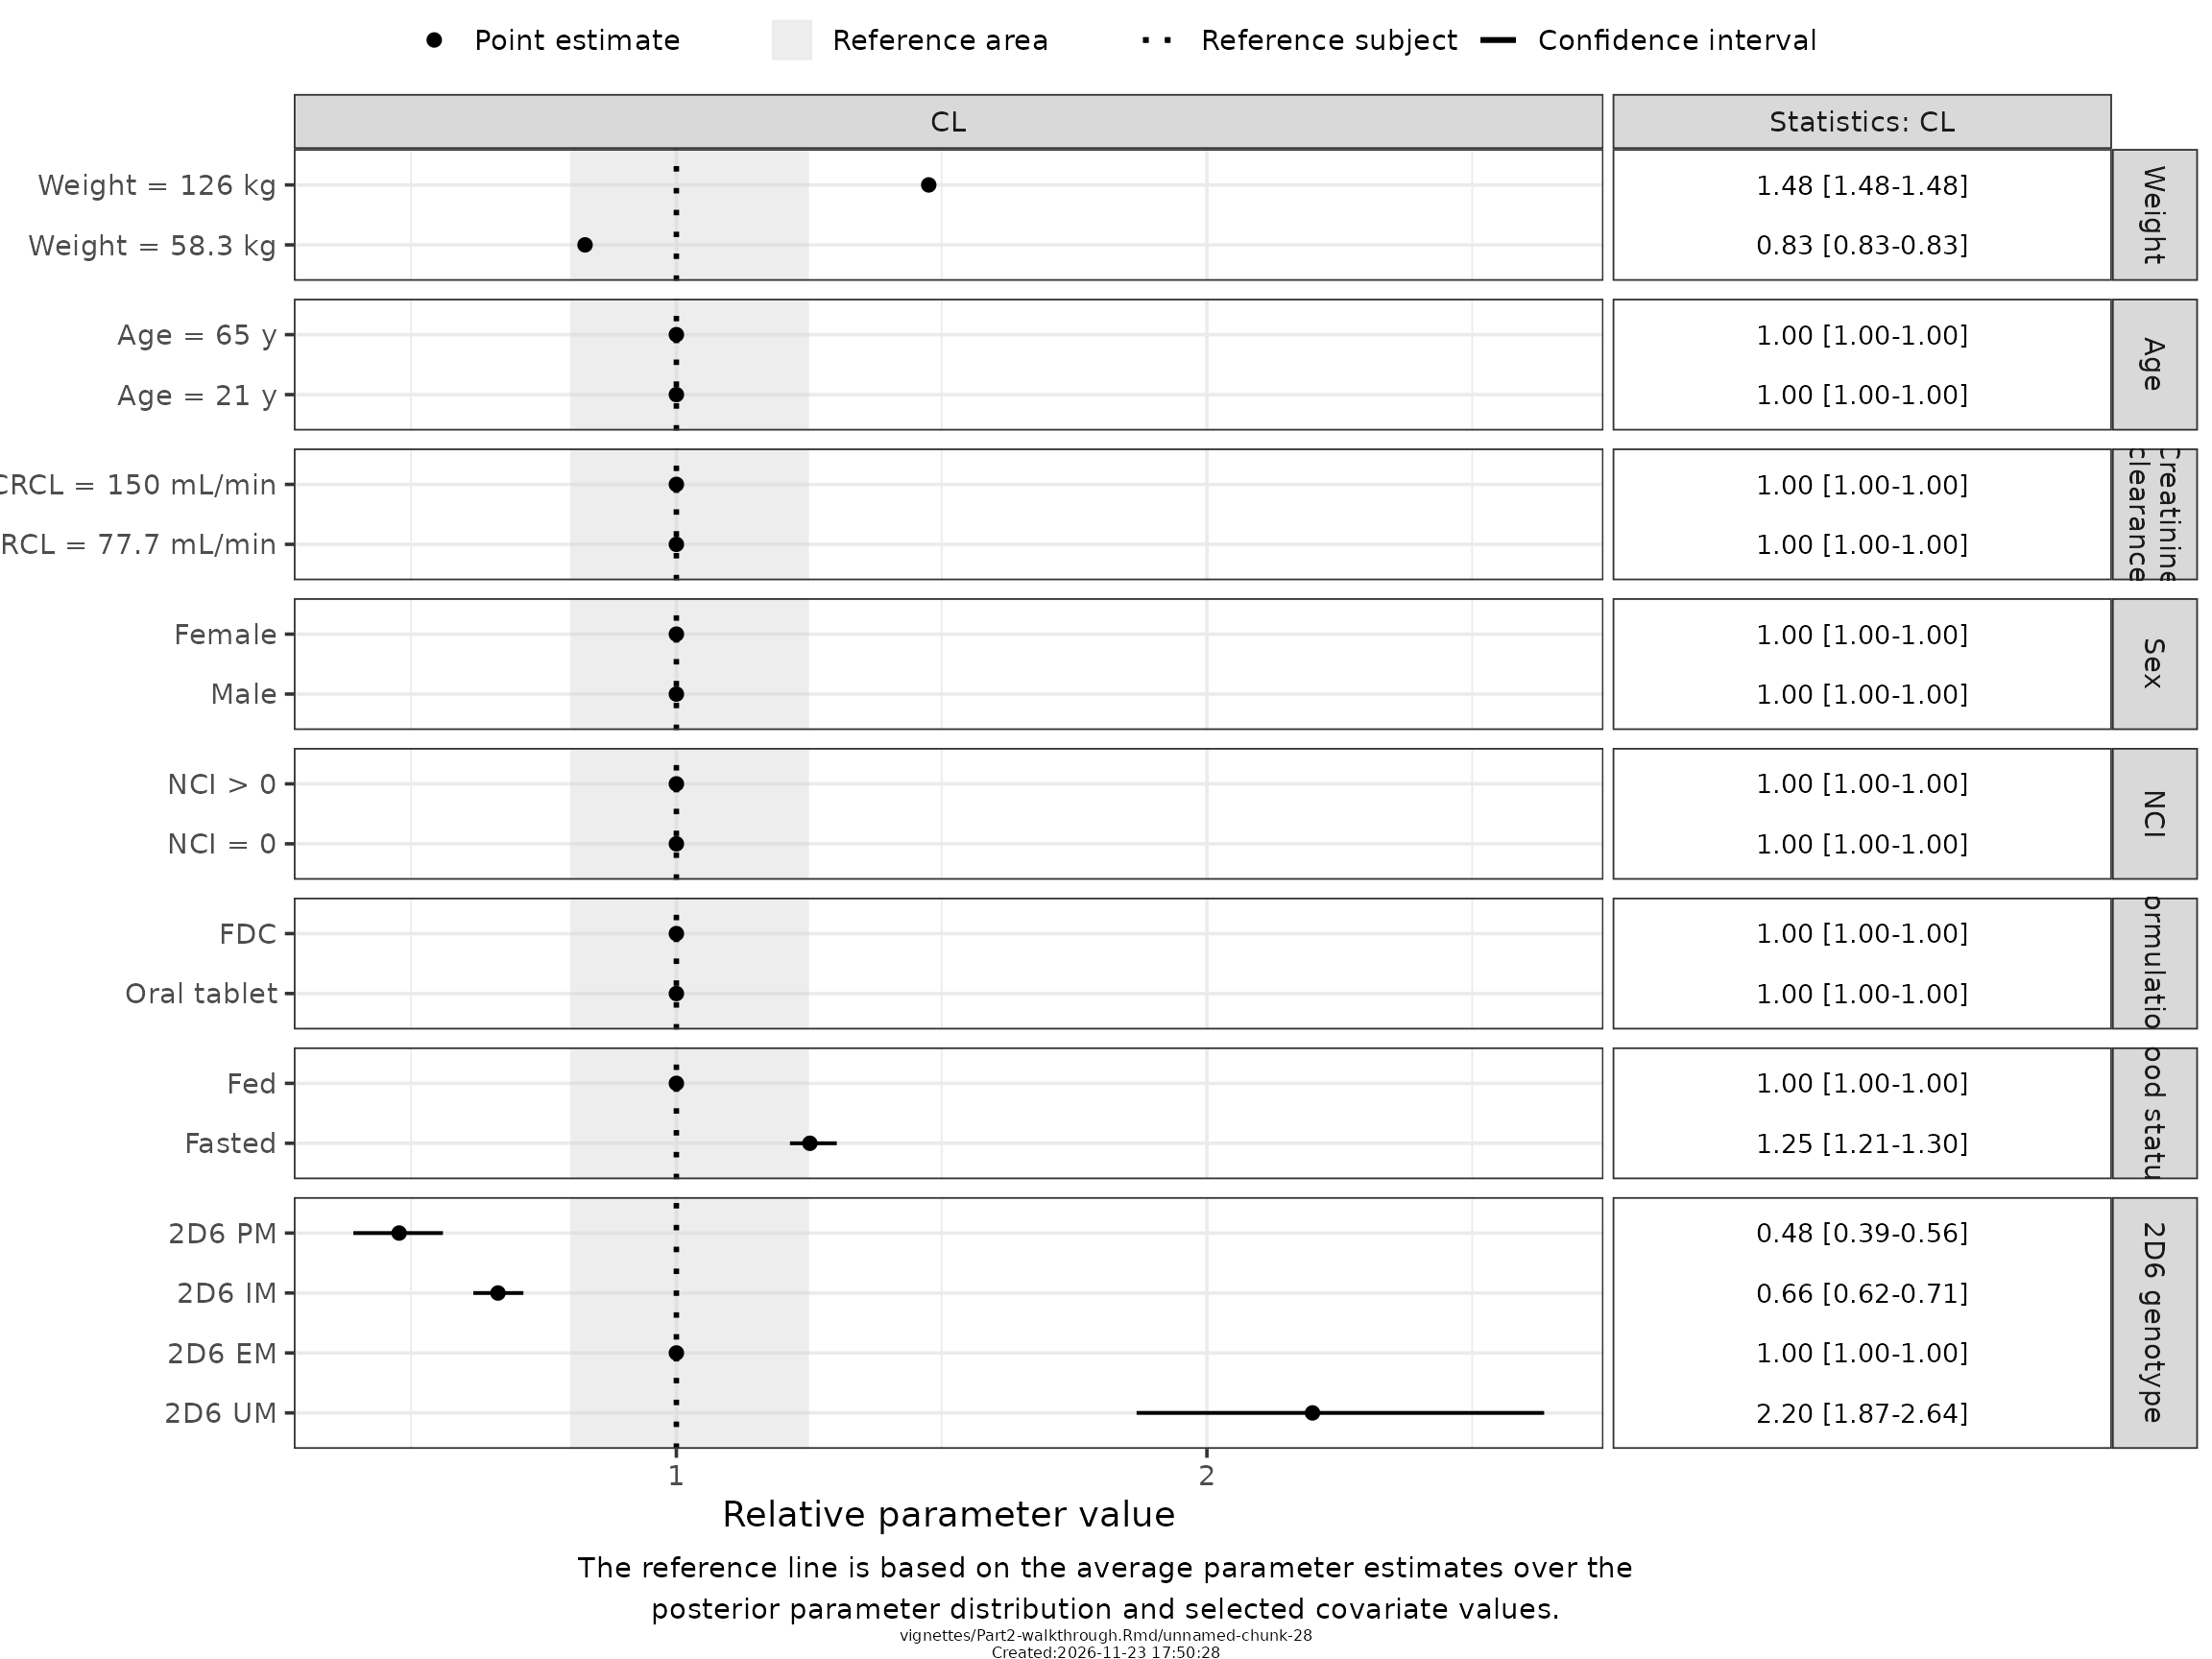 Point estimate Reference area Reference subject Confidence interval
CL Statistics: CL
Weight = 126 kg 1.48 [1.48-1.48]
Weight = 58.3 kg 0.83 [0.83-0.83]
Weight
Age = 65 y 1.00 [1.00-1.00]
Age = 21 y 1.00 [1.00-1.00]
Age
CRCL = 150 mL/min 1.00 [1.00-1.00]
RCL = 77.7 mL/min 1.00 [1.00-1.00]
Creatinine
clearance
Female 1.00 [1.00-1.00]
Male 1.00 [1.00-1.00]
Sex
NCI > 0 1.00 [1.00-1.00]
NCI = 0 1.00 [1.00-1.00]
NCI
FDC 1.00 [1.00-1.00]
Oral tablet 1.00 [1.00-1.00]
ormulatio
Fed 1.00 [1.00-1.00]
Fasted 1.25 [1.21-1.30]
ood statu
2D6 PM 0.48 [0.39-0.56]
2D6 IM 0.66 [0.62-0.71]
2D6 EM 1.00 [1.00-1.00]
2D6 UM 2.20 [1.87-2.64]
2D6 genotype
1 2
Relative parameter value
The reference line is based on the average parameter estimates over the
posterior parameter distribution and selected covariate values.
vignettes/Part2-walkthrough.Rmd/unnamed-chunk-28
Created:2026-11-23 17:50:28